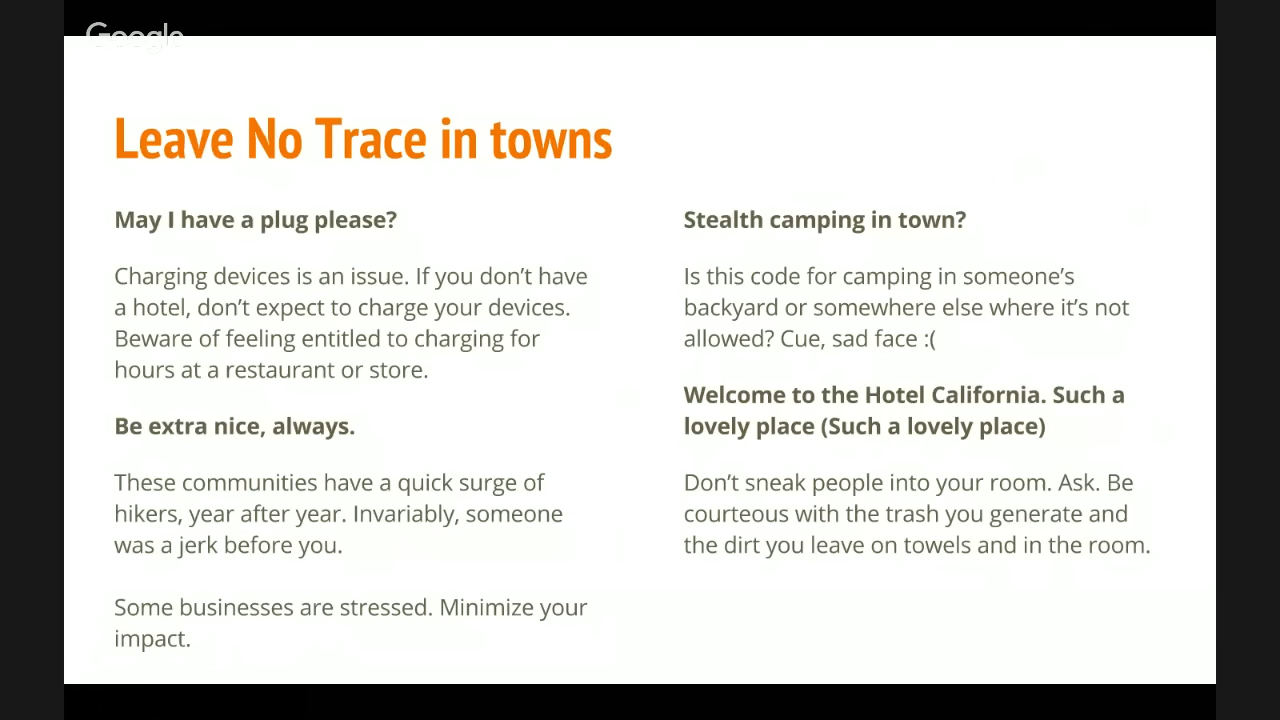 Google
Leave No Trace in towns
May I have a plug please?
Charging devices is an issue. If you don’t have
a hotel, don’t expect to charge your devices.
Beware of feeling entitled to charging for
hours at a restaurant or store.
Be extra nice, always.
These communities have a quick surge of
hikers, year after year. Invariably, someone
was a jerk before you.
Some businesses are stressed. Minimize your
impact.
Stealth camping in town?
Is this code for camping in someone’s
backyard or somewhere else where it’s not
allowed? Cue, sad face :(
Welcome to the Hotel California. Such a
lovely place (Such a lovely place)
Don’t sneak people into your room. Ask. Be
courteous with the trash you generate and
the dirt you leave on towels and in the room.